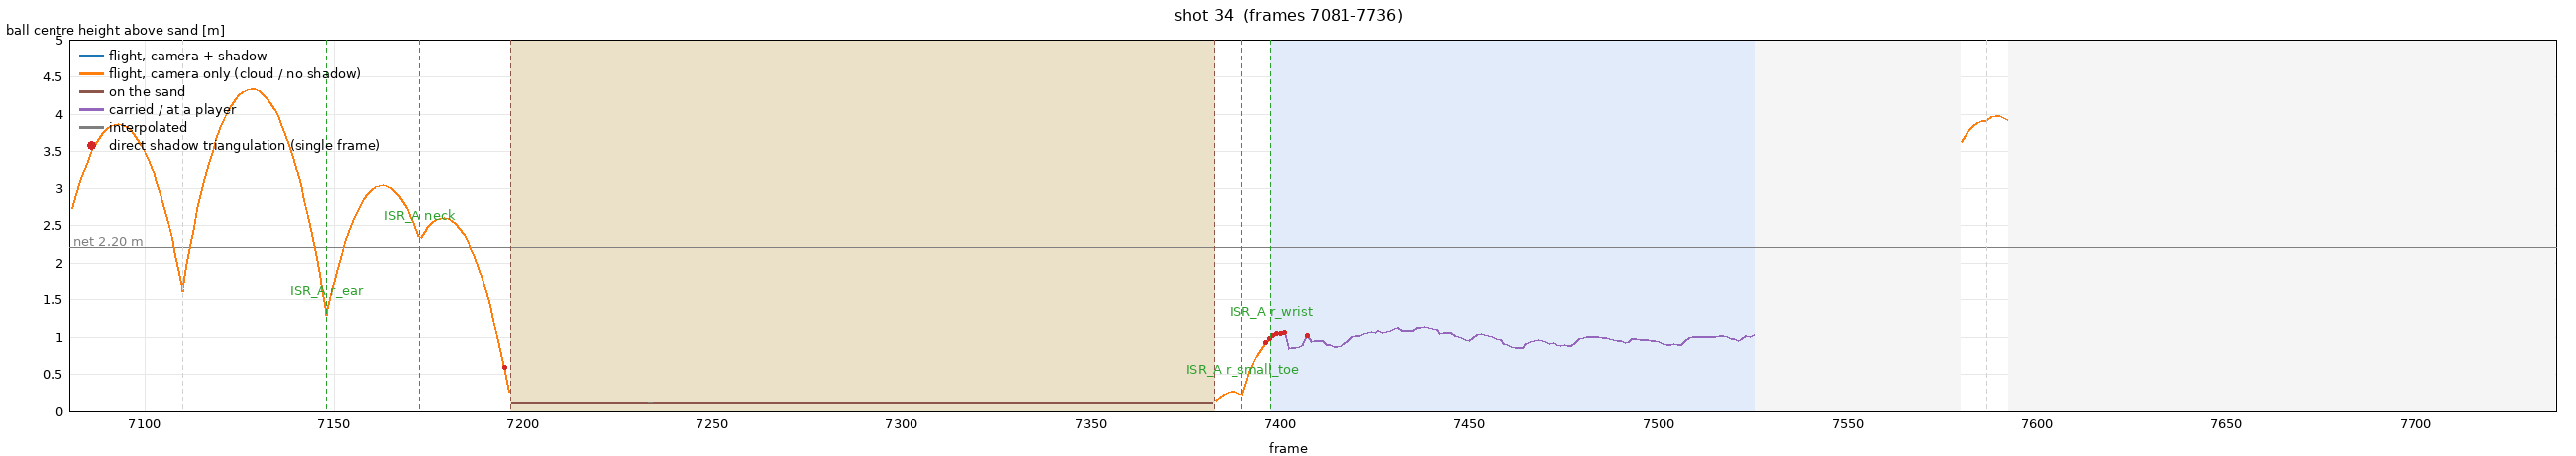 shot 34  (frames 7081-7736)
ball centre height above sand [m]
5
4.5
4
3.5
3
2.5
2
1.5
1
0.5
0
flight, camera + shadow
flight, camera only (cloud / no shadow)
on the sand
carried / at a player
interpolated
direct shadow triangulation (single frame)
ISR_A neck
net 2.20 m
ISR_A r_ear
ISR_A r_wrist
ISR_A r_small_toe
7100 7150 7200 7250 7300 7350 7400 7450 7500 7550 7600 7650 7700
frame